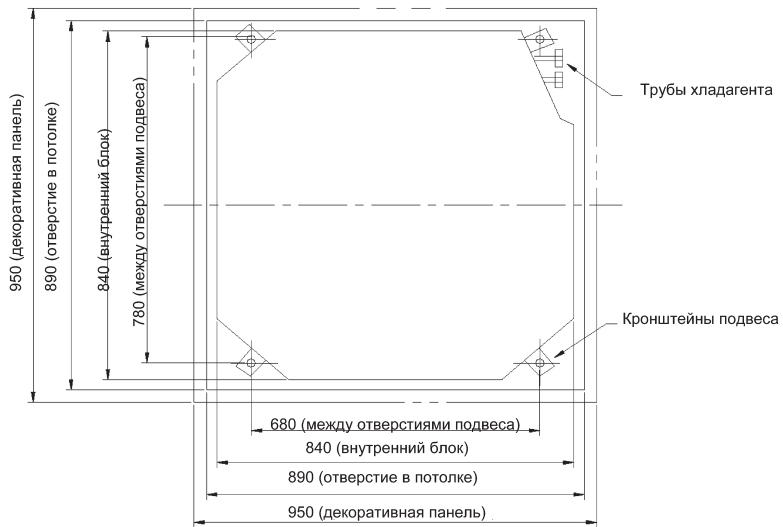 950 (декоративная панель)
890 (отверстие в потолке)
840 (внутренний блок)
780 (между отверстиями подвеса)
Трубы хладагента
Кронштейны подвеса
680 (между отверстиями подвеса)
840 (внутренний блок)
890 (отверстие в потолке)
950 (декоративная панель)